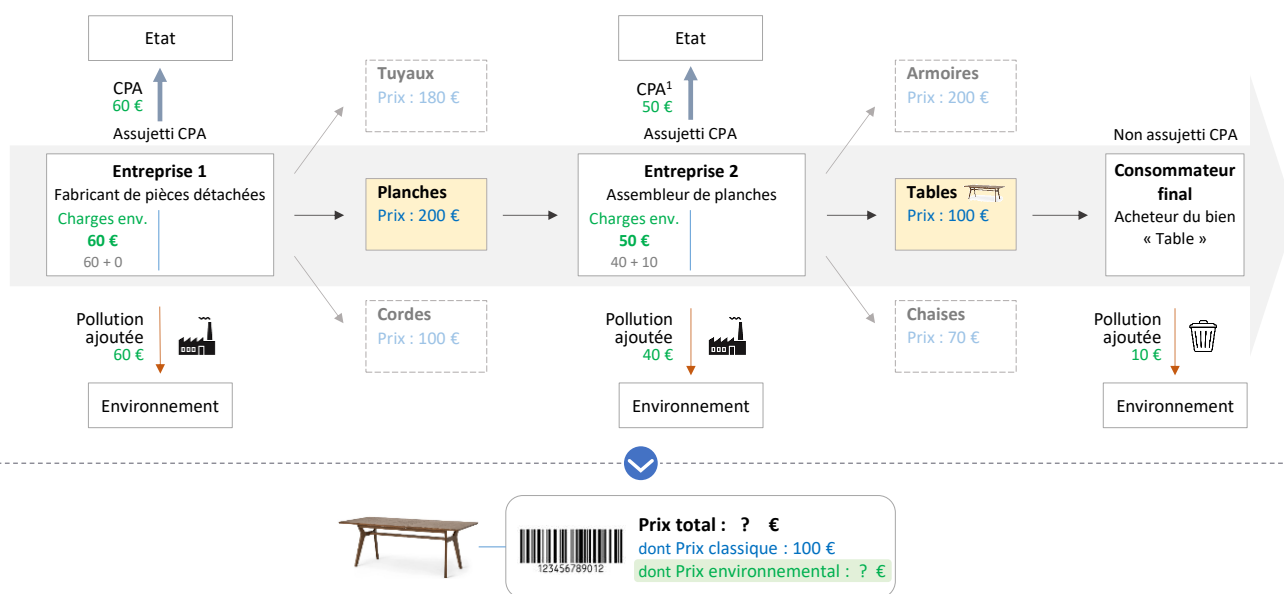 Etat
CPA
60 €
Assujetti CPA
Entreprise 1
Fabricant de pièces détachées
Charges env.
60 €
60 + 0
Pollution
ajoutée
60 €
Environnement
Tuyaux
Prix : 180 €
Planches
Prix : 200 €
Cordes
Prix : 100 €
Etat
CPA¹
50 €
Assujetti CPA
Entreprise 2
Assembleur de planches
Charges env.
50 €
40 + 10
Pollution
ajoutée
40 €
Environnement
Armoires
Prix : 200 €
Tables
Prix : 100 €
Chaises
Prix : 70 €
Non assujetti CPA
Consommateur
final
Acheteur du bien
« Table »
Pollution
ajoutée
10 €
Environnement
123456789012
Prix total : ? €
dont Prix classique : 100 €
dont Prix environnemental : ? €